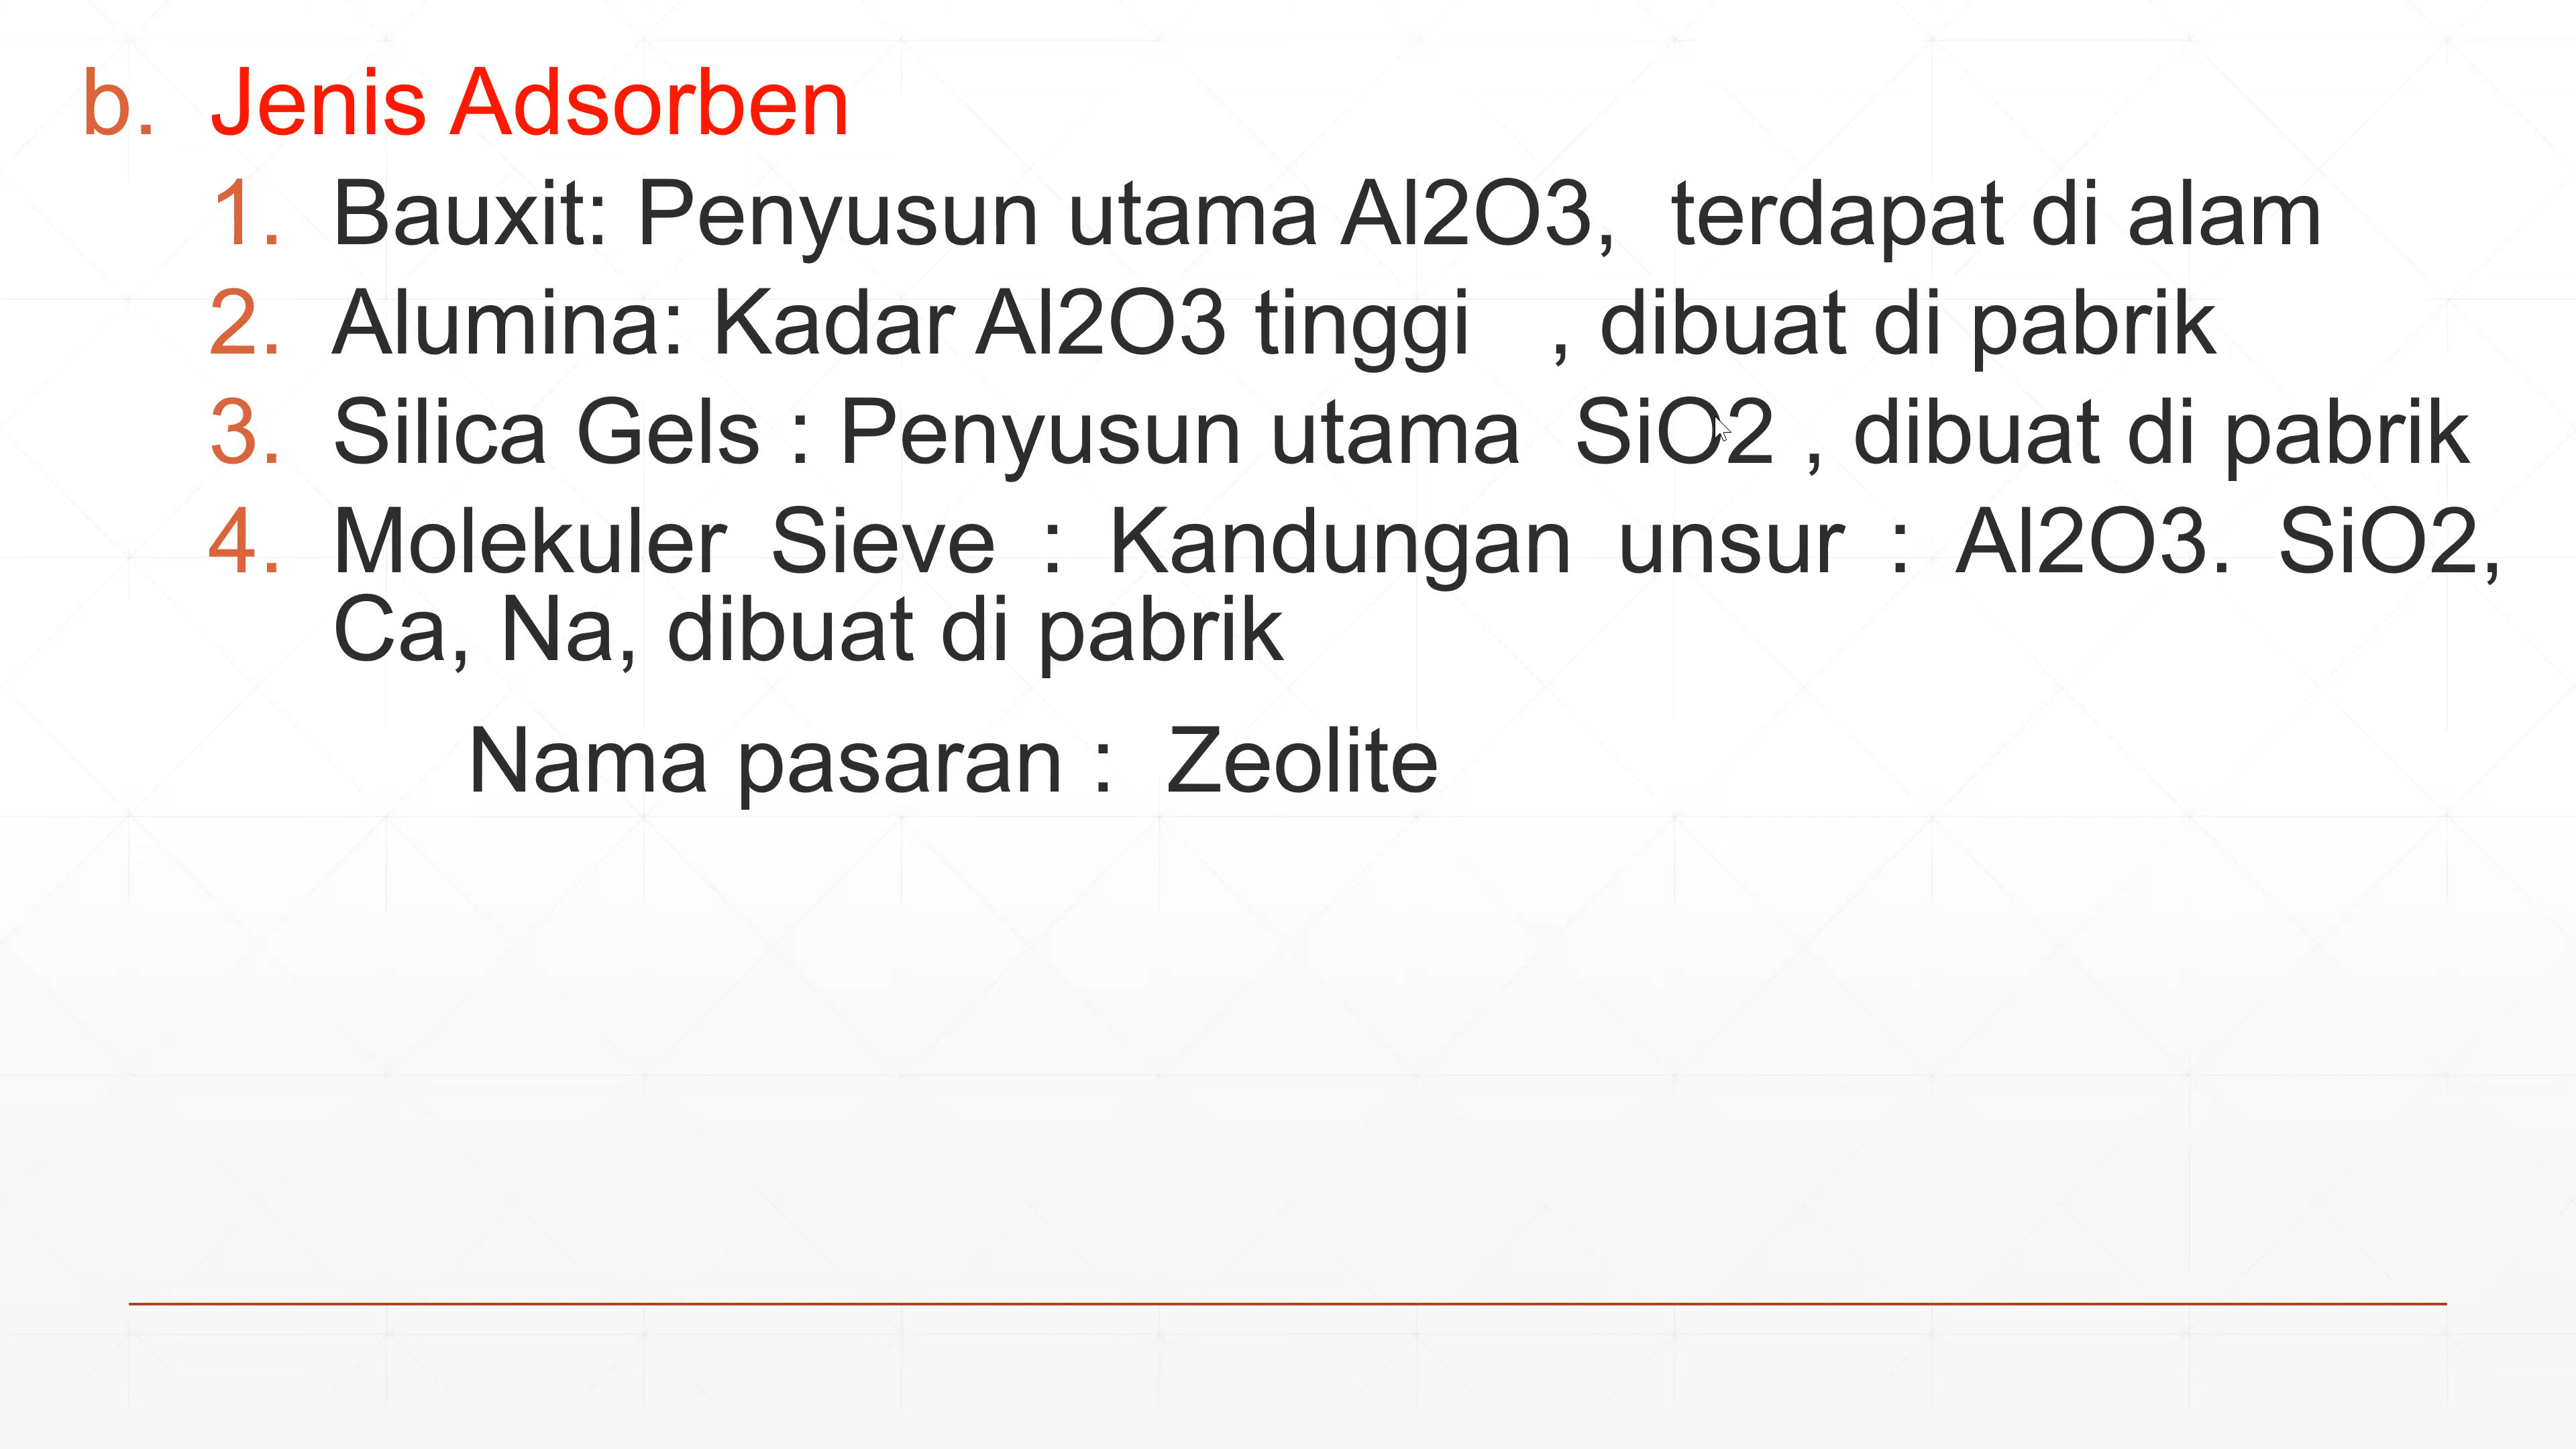 b. Jenis Adsorben
1. Bauxit: Penyusun utama Al2O3, terdapat di alam
2. Alumina: Kadar Al2O3 tinggi , dibuat di pabrik
3. Silica Gels : Penyusun utama SiO2 , dibuat di pabrik
4. Molekuler Sieve : Kandungan unsur : Al2O3. SiO2,
Ca, Na, dibuat di pabrik
Nama pasaran : Zeolite